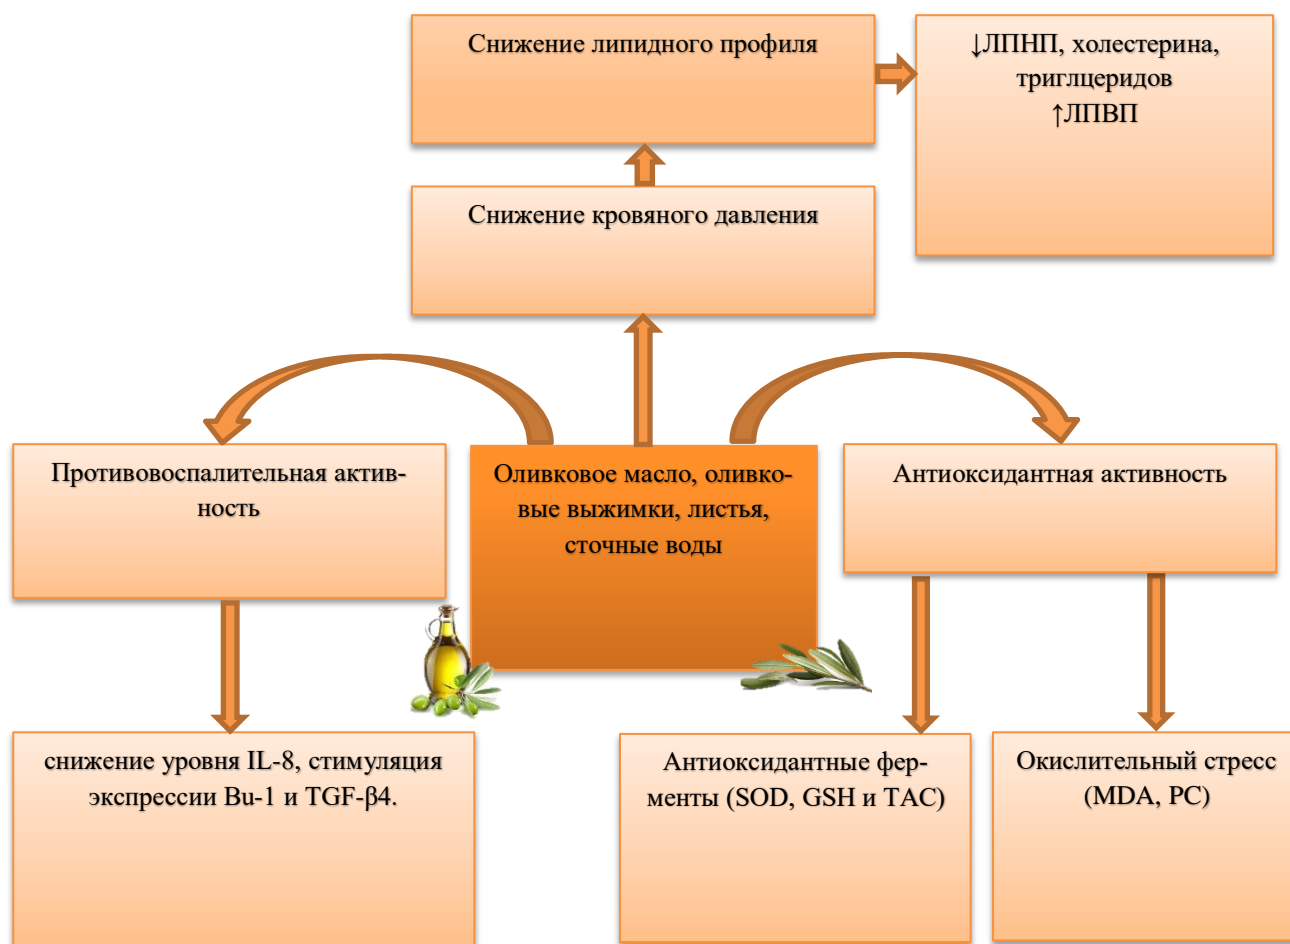 Снижение липидного профиля
↓ЛПНП, холестерина,
триглцеридов
↑ЛПВП
Снижение кровяного давления
Противовоспалительная актив-
ность
Оливковое масло, оливко-
вые выжимки, листья,
сточные воды
Антиоксидантная активность
снижение уровня IL-8, стимуляция
экспрессии Bu-1 и TGF-β4.
Антиоксидантные фер-
менты (SOD, GSH и TAC)
Окислительный стресс
(MDA, PC)